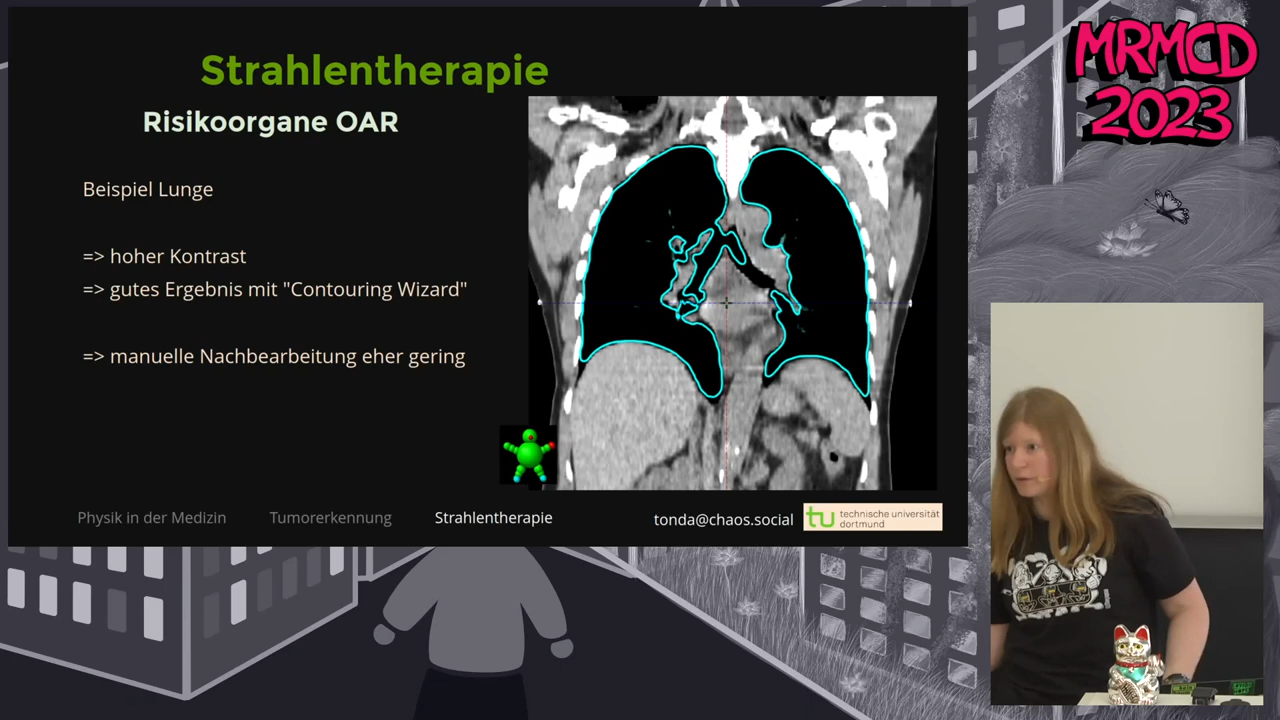 Strahlentherapie
Risikoorgane OAR
Beispiel Lunge
=> hoher Kontrast
=> gutes Ergebnis mit "Contouring Wizard"
=> manuelle Nachbearbeitung eher gering
Physik in der Medizin
Tumorerkennung
Strahlentherapie
tonda@chaos.social
tu technische universität
dortmund
MRMCD
2023